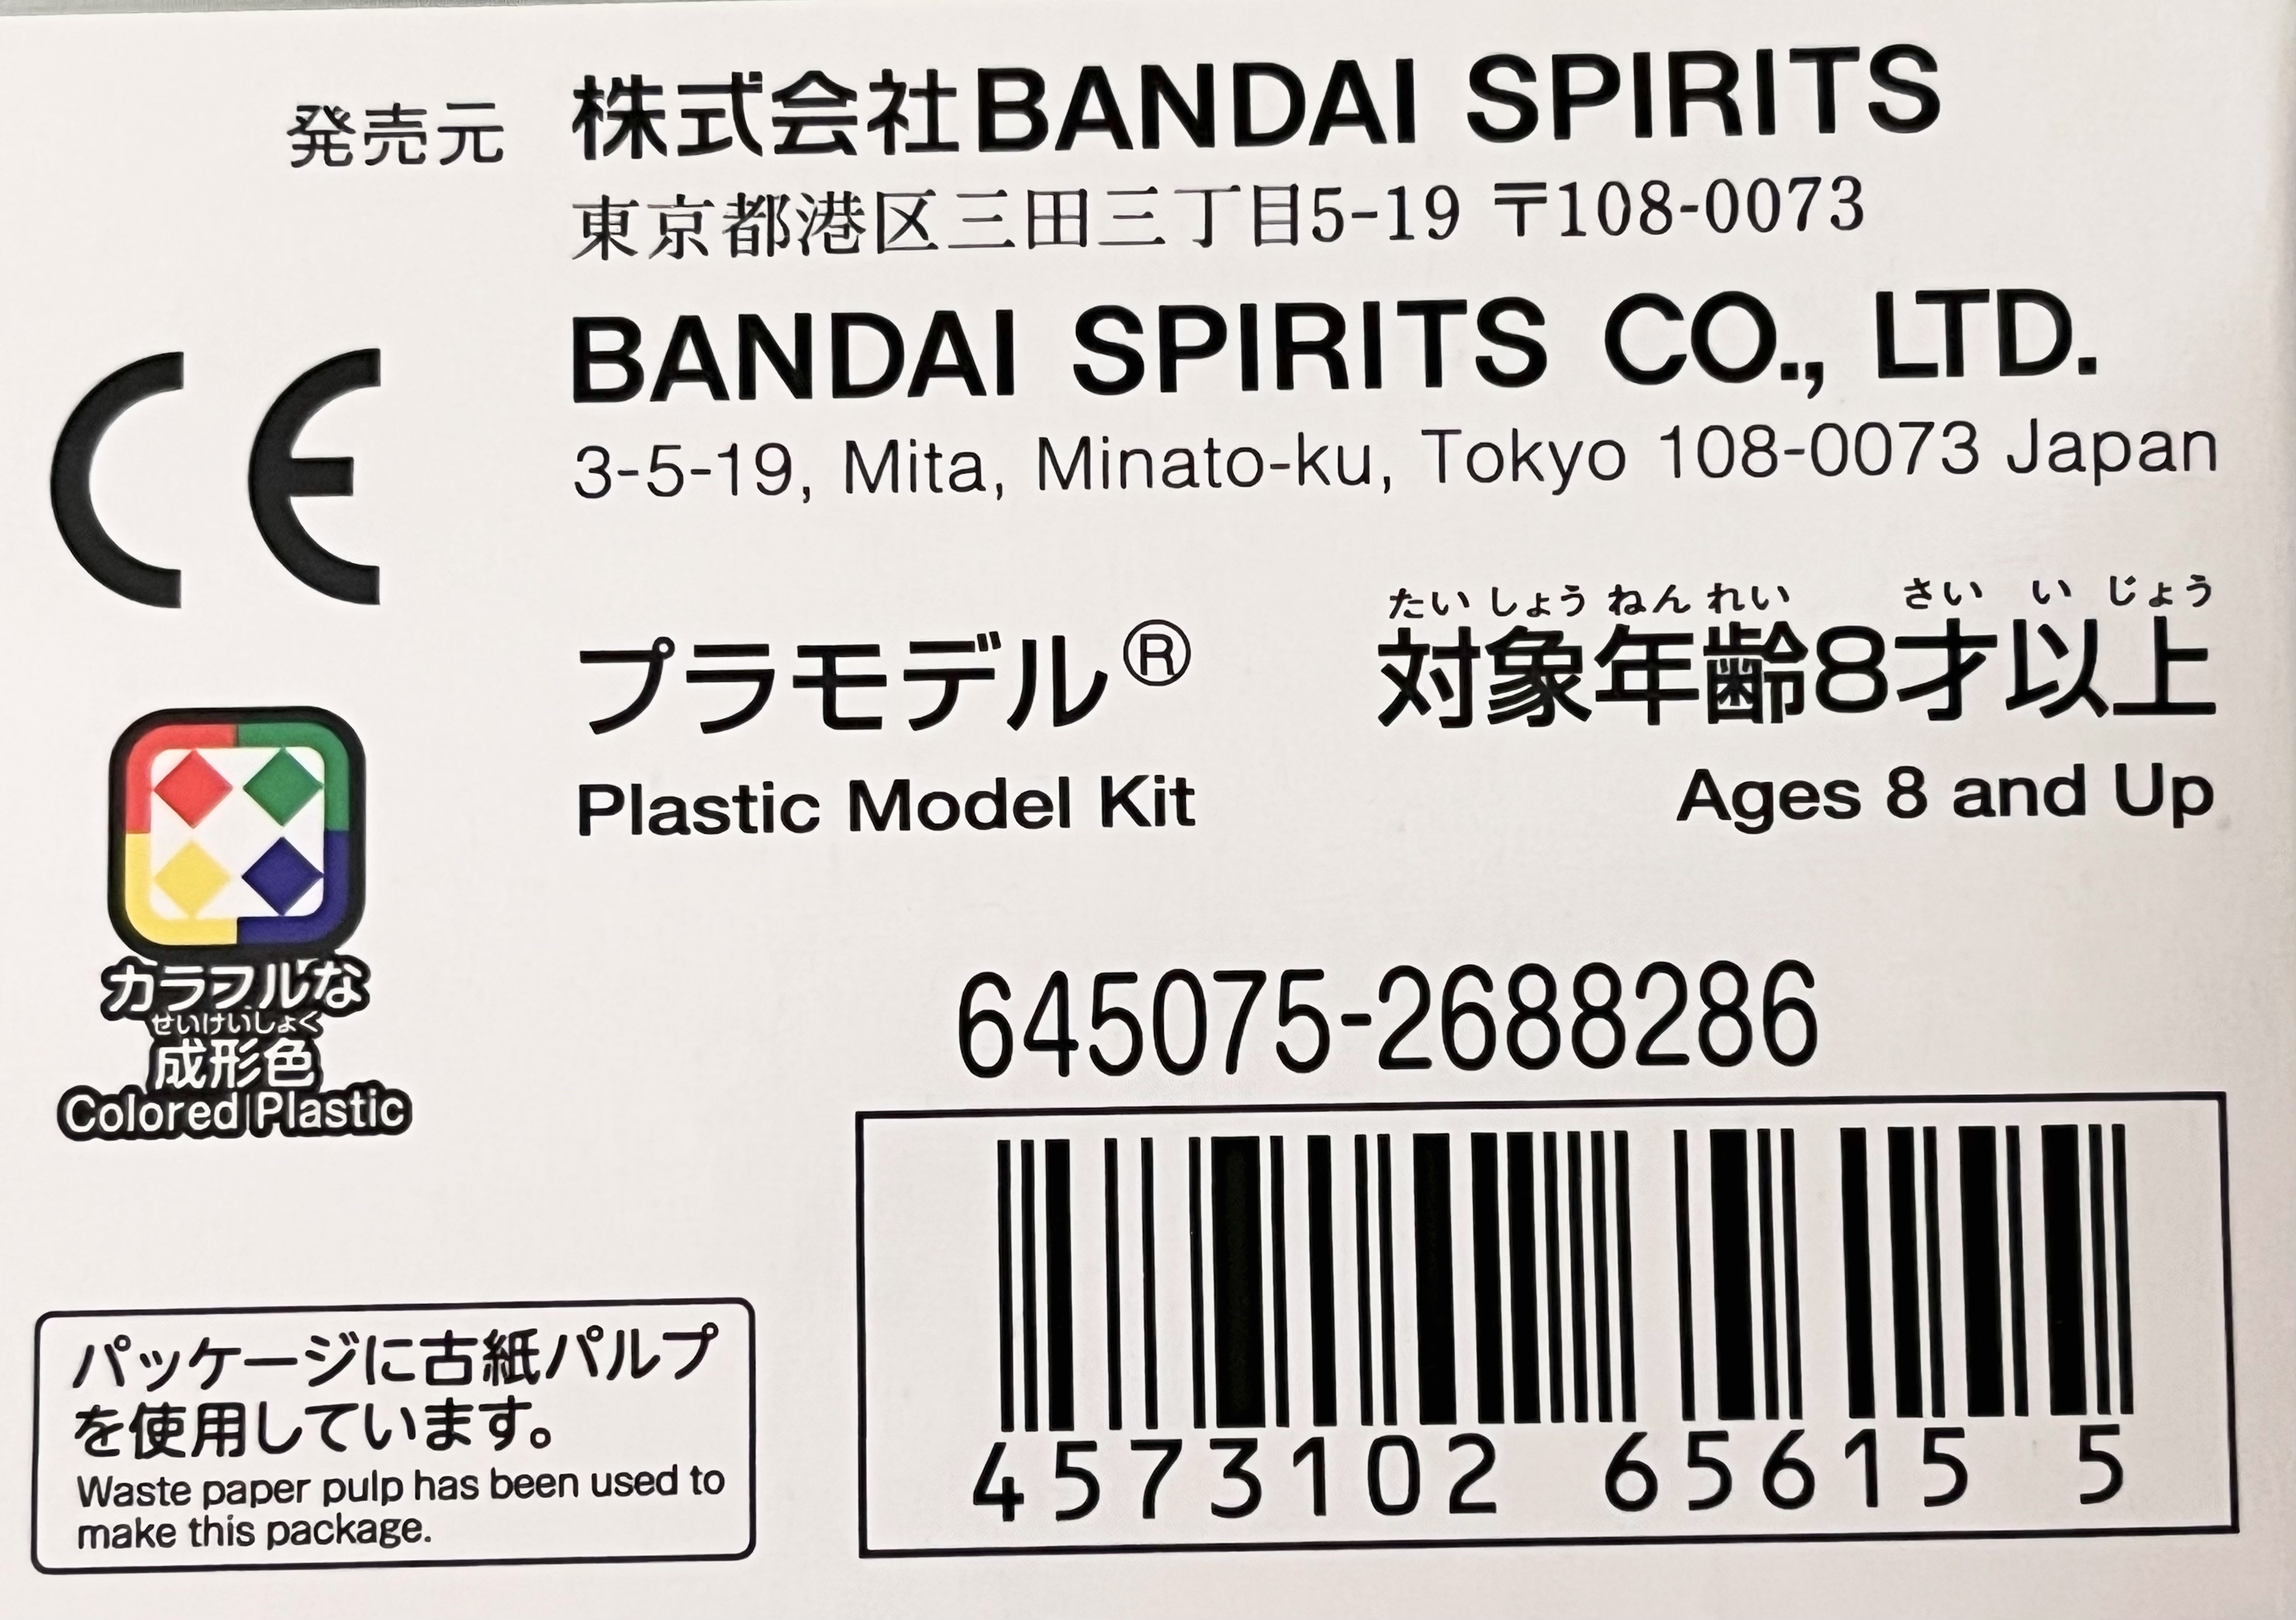 発売元 株式会社BANDAI SPIRITS
東京都港区三田三丁目5-19 〒108-0073
BANDAI SPIRITS CO., LTD.
3-5-19, Mita, Minato-ku, Tokyo 108-0073 Japan
CE
たいしょうねんれい さいいじょう
プラモデル® 対象年齢8才以上
Plastic Model Kit Ages 8 and Up
カラフルな
せいけいしょく
成形色
Colored Plastic
645075-2688286
4573102 65615 5
パッケージに古紙パルプ
を使用しています。
Waste paper pulp has been used to
make this package.